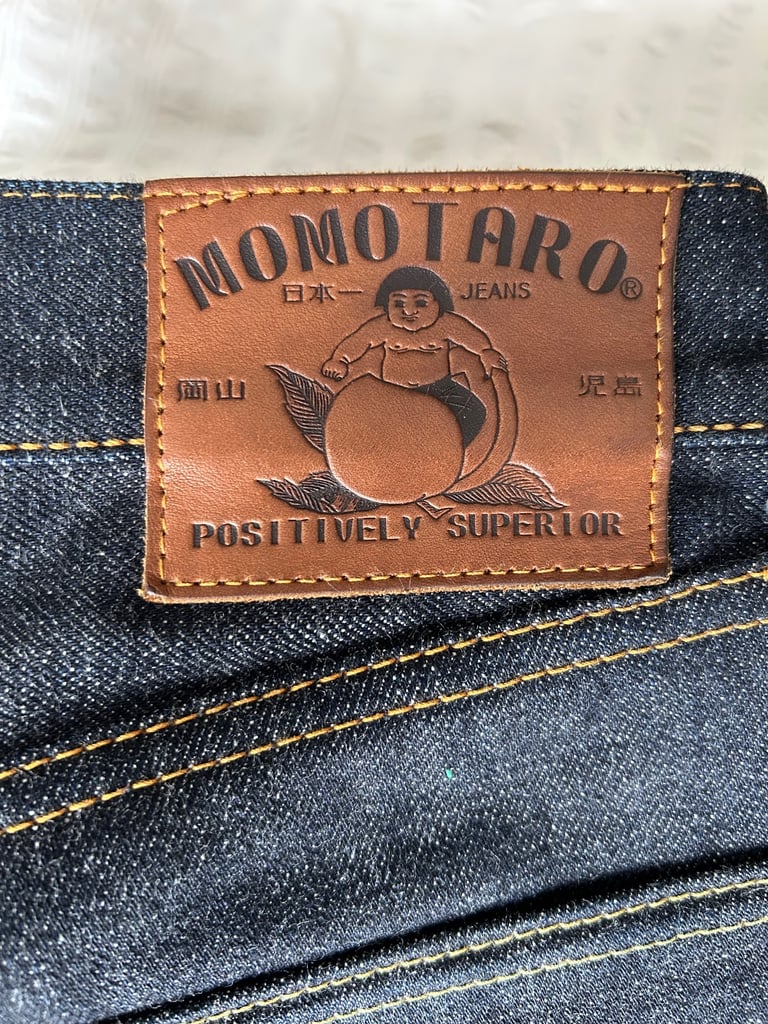 MOMOTARO®
日本一 JEANS
岡山 児島
POSITIVELY SUPERIOR